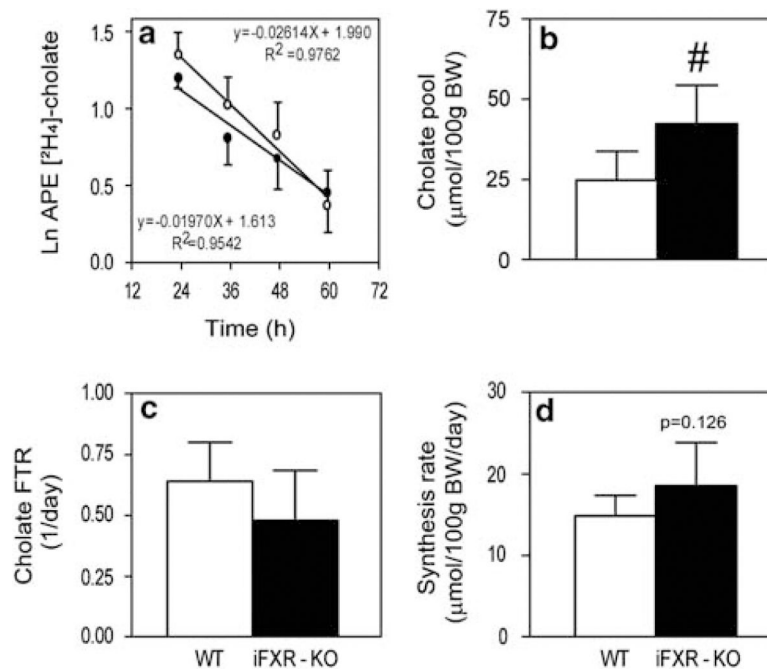 a
y=-0.02614X + 1.990
R2 =0.9762
Ln APE [²H₄]-cholate
1.5
1.0
0.5
0.0
y=-0.01970X + 1.613
R2=0.9542
12 24 36 48 60 72
Time (h)
b
#
Cholate pool
(μmol/100g BW)
75
50
25
0
c
Cholate FTR
(1/day)
1.00
0.75
0.50
0.25
0.00
WT iFXR - KO
d
p=0.126
Synthesis rate
(μmol/100g BW/day)
30
20
10
0
WT iFXR - KO